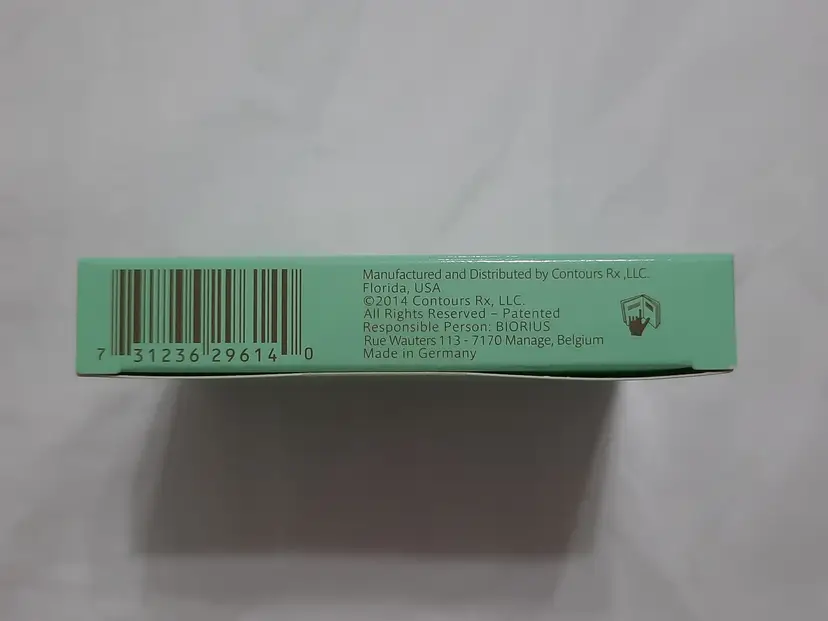 Manufactured and Distributed by Contours Rx ,LLC.
Florida, USA
©2014 Contours Rx, LLC.
All Rights Reserved – Patented
Responsible Person: BIORIUS
Rue Wauters 113 - 7170 Manage, Belgium
Made in Germany
7 31236 29614 0